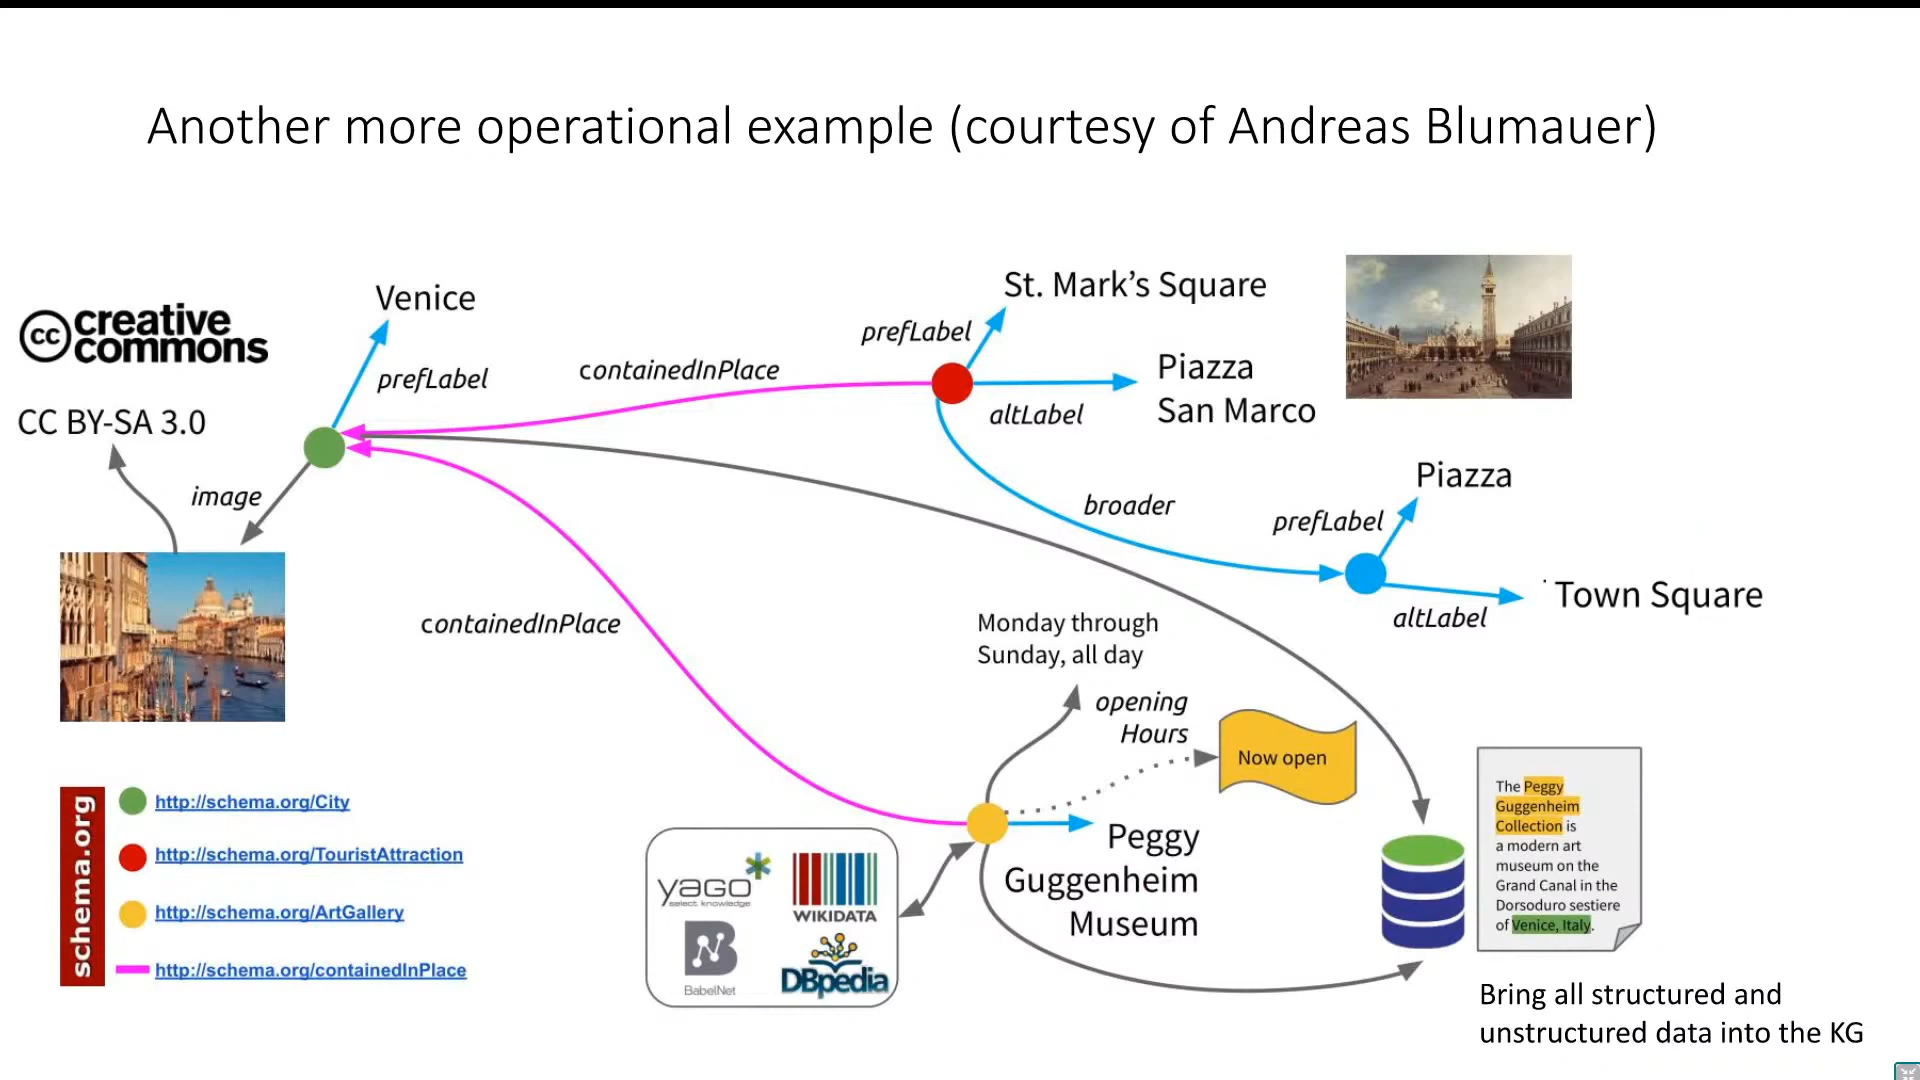 Another more operational example (courtesy of Andreas Blumauer)
cc creative
commons
CC BY-SA 3.0
Venice
prefLabel
image
containedInPlace
prefLabel
St. Mark's Square
altLabel
Piazza
San Marco
broader
prefLabel
Piazza
altLabel
Town Square
containedInPlace
Monday through
Sunday, all day
opening
Hours
Now open
Peggy
Guggenheim
Museum
yago
select knowledge
WIKIDATA
BabelNet
DBpedia
schema.org
http://schema.org/City
http://schema.org/TouristAttraction
http://schema.org/ArtGallery
http://schema.org/containedInPlace
The Peggy
Guggenheim
Collection is
a modern art
museum on the
Grand Canal in the
Dorsoduro sestiere
of Venice, Italy.
Bring all structured and
unstructured data into the KG